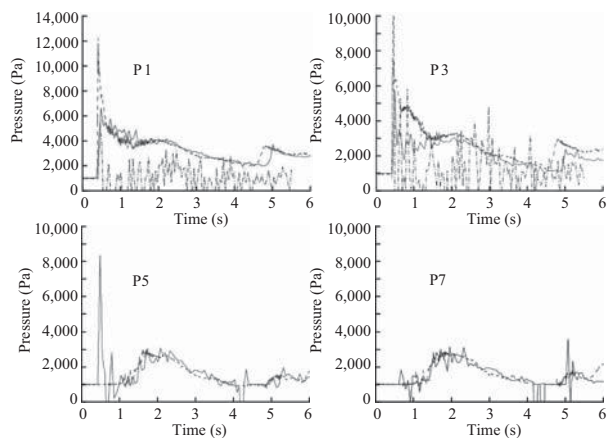 14,000
12,000
10,000
8,000
6,000
4,000
2,000
0
Pressure (Pa)
P 1
0 1 2 3 4 5 6
Time (s)
10,000
8,000
6,000
4,000
2,000
0
Pressure (Pa)
P 3
0 1 2 3 4 5 6
Time (s)
10,000
8,000
6,000
4,000
2,000
0
Pressure (Pa)
P5
0 1 2 3 4 5 6
Time (s)
10,000
8,000
6,000
4,000
2,000
0
Pressure (Pa)
P7
0 1 2 3 4 5 6
Time (s)